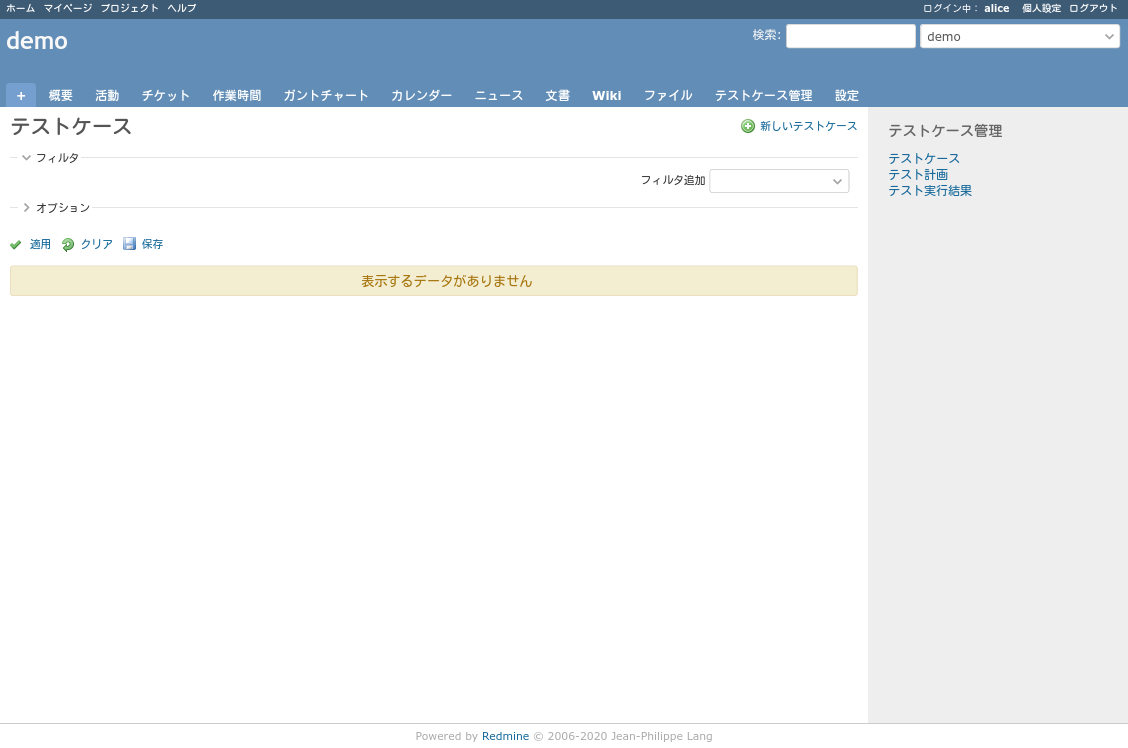 ホーム マイページ プロジェクト ヘルプ ログイン中： alice 個人設定 ログアウト
demo 検索: demo
+ 概要 活動 チケット 作業時間 ガントチャート カレンダー ニュース 文書 Wiki ファイル テストケース管理 設定
テストケース 新しいテストケース
フィルタ
フィルタ追加
オプション
適用 クリア 保存
表示するデータがありません
テストケース管理
テストケース
テスト計画
テスト実行結果
Powered by Redmine © 2006-2020 Jean-Philippe Lang